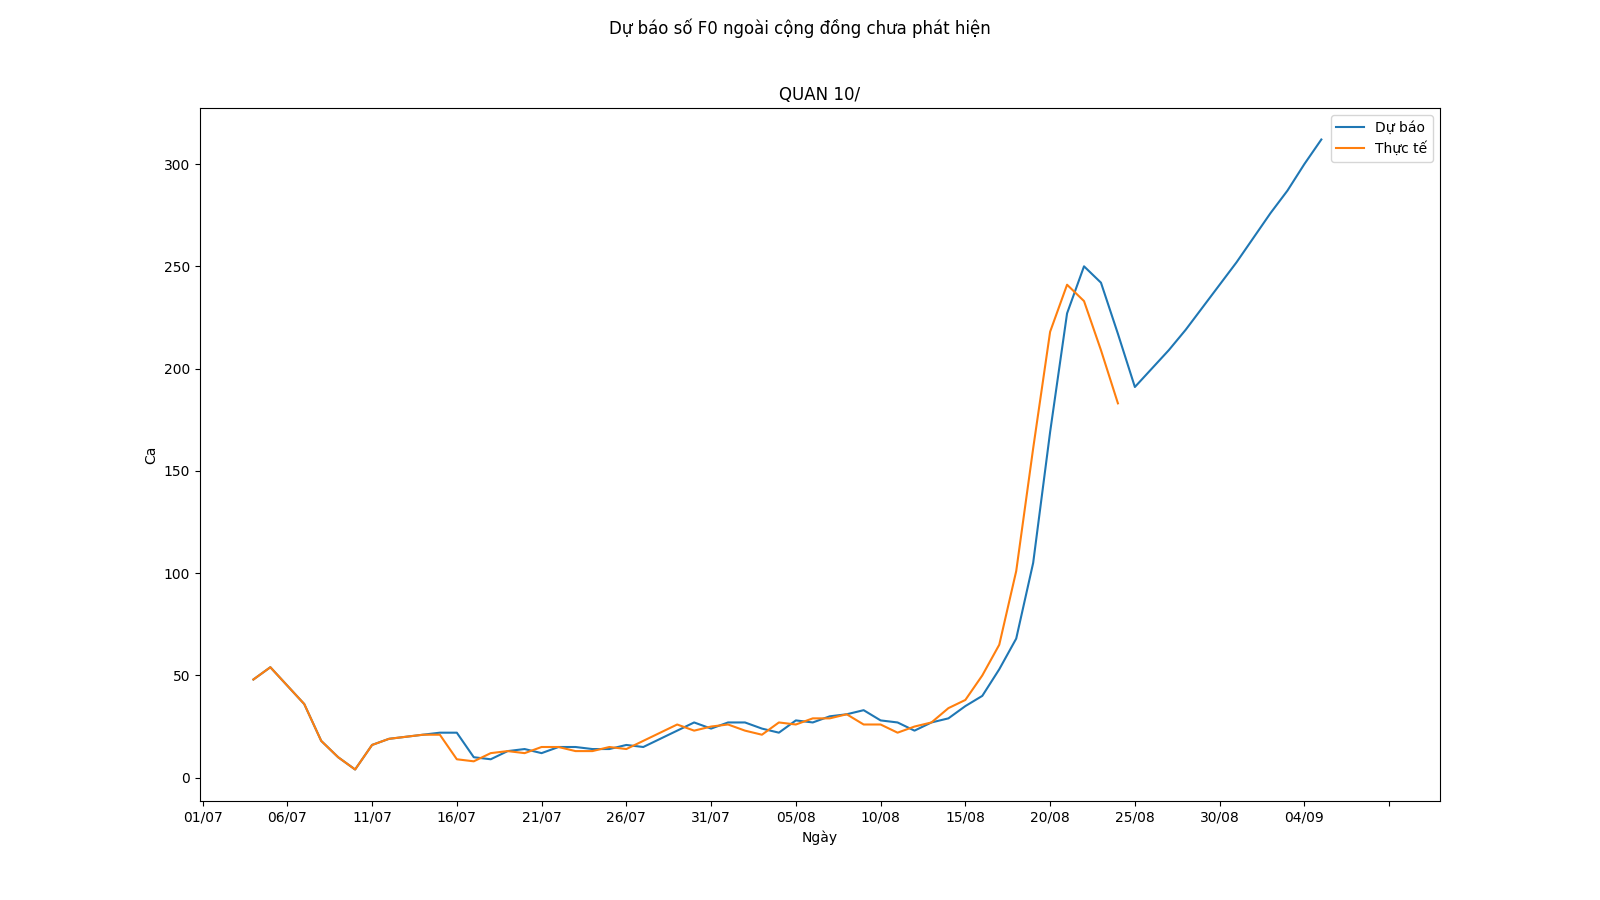 Dự báo số F0 ngoài cộng đồng chưa phát hiện
QUAN 10/
Dự báo
Thực tế
300
250
200
150
100
50
0
Ca
01/07 06/07 11/07 16/07 21/07 26/07 31/07 05/08 10/08 15/08 20/08 25/08 30/08 04/09
Ngày